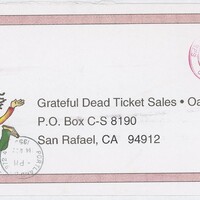 Grateful Dead Ticket Sales • Oa
P.O. Box C-S 8190
San Rafael, CA 94912